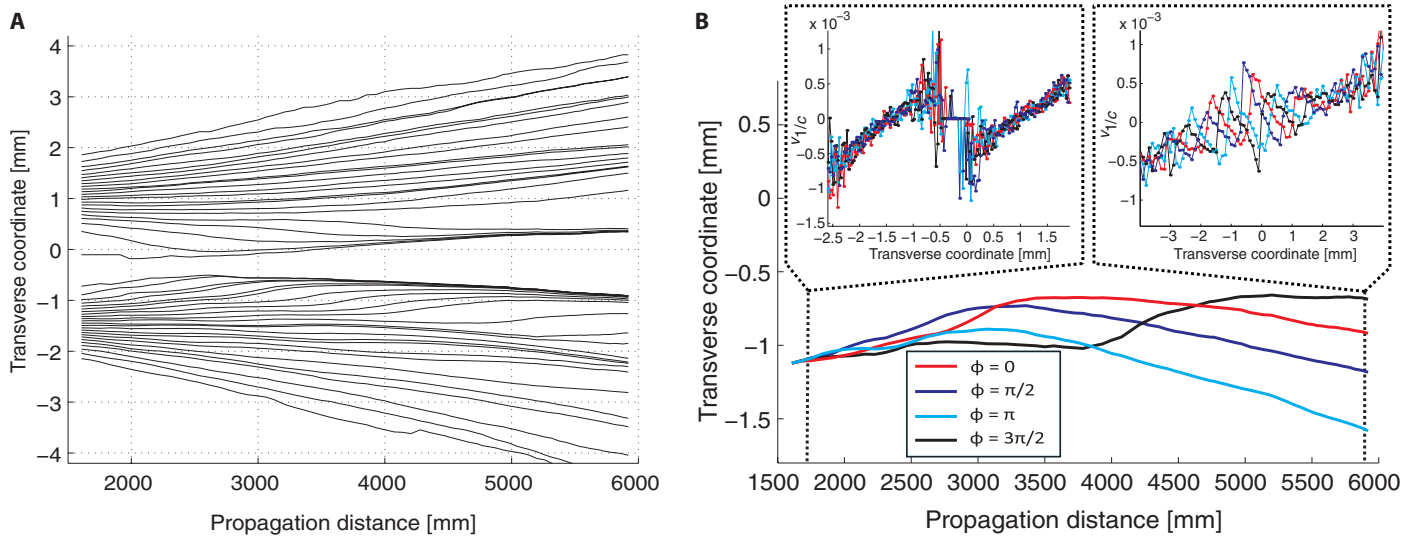 A
Transverse coordinate [mm]
4
3
2
1
0
−1
−2
−3
−4
2000 3000 4000 5000 6000
Propagation distance [mm]
B
Transverse coordinate [mm]
0.5
0
−0.5
−1
−1.5
1500 2000 2500 3000 3500 4000 4500 5000 5500 6000
Propagation distance [mm]
x 10⁻³
v1/c
1
0.5
0
−0.5
−1
−1.5
−2.5 −2 −1.5 −1 −0.5 0 0.5 1 1.5
Transverse coordinate [mm]
x 10⁻³
v1/c
1
0.5
0
−0.5
−1
−3 −2 −1 0 1 2 3
Transverse coordinate [mm]
ϕ = 0
ϕ = π/2
ϕ = π
ϕ = 3π/2